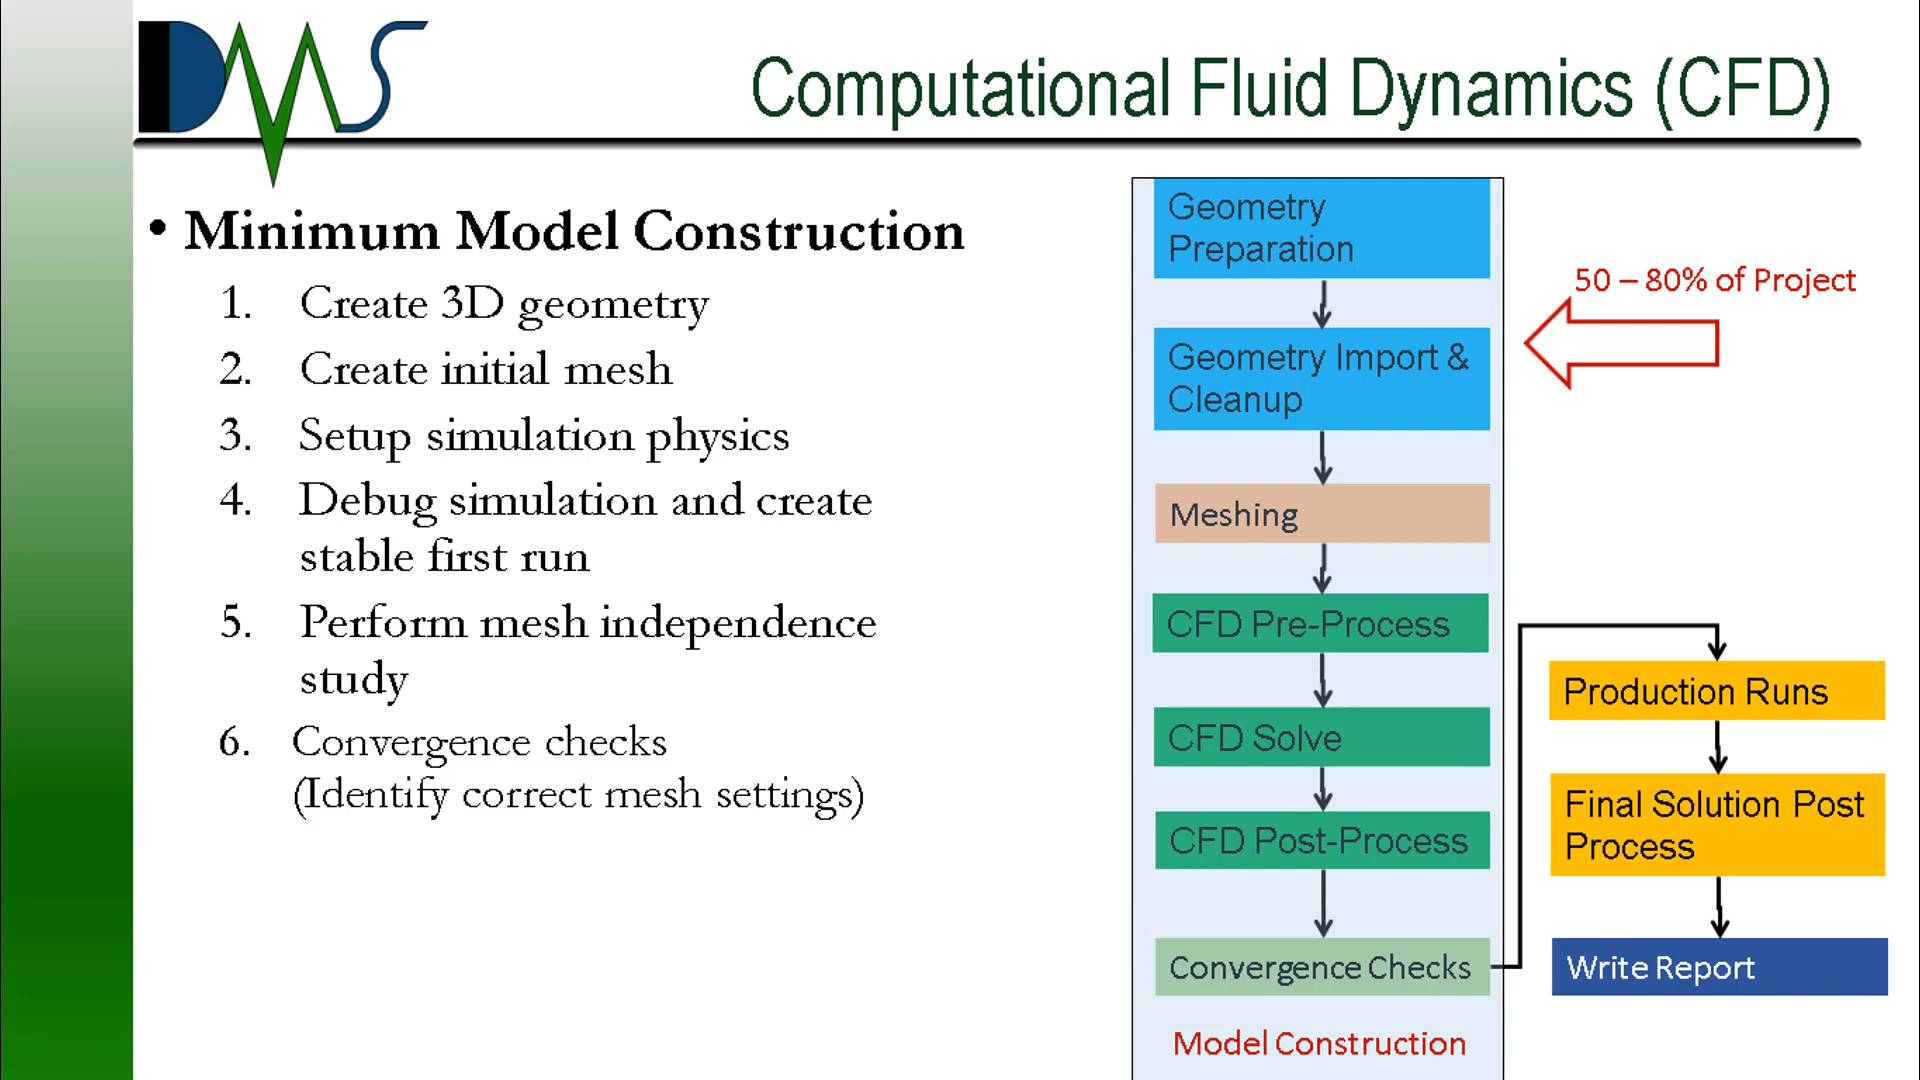 DMS
Computational Fluid Dynamics (CFD)
• Minimum Model Construction
1. Create 3D geometry
2. Create initial mesh
3. Setup simulation physics
4. Debug simulation and create
stable first run
5. Perform mesh independence
study
6. Convergence checks
(Identify correct mesh settings)
Geometry
Preparation
Geometry Import &
Cleanup
Meshing
CFD Pre-Process
CFD Solve
CFD Post-Process
Convergence Checks
Model Construction
50 – 80% of Project
Production Runs
Final Solution Post
Process
Write Report